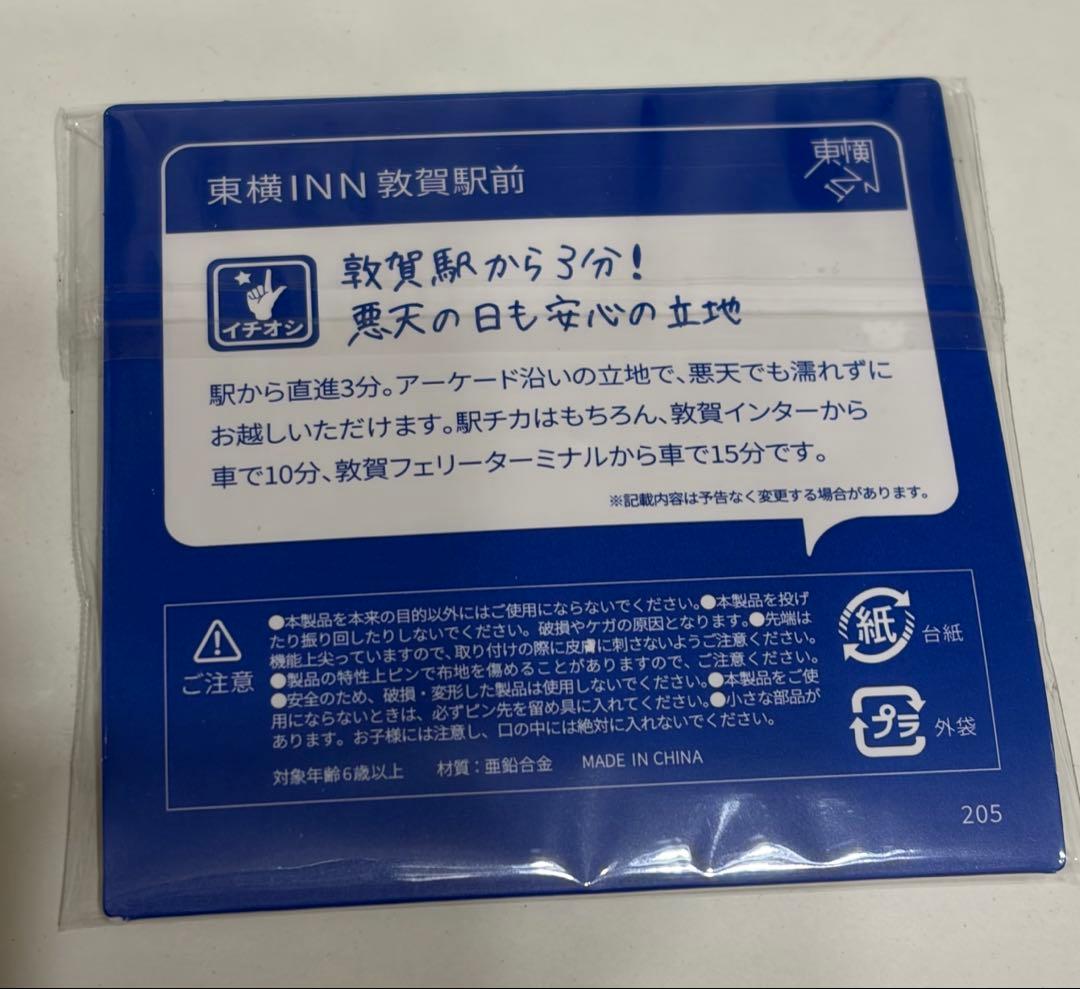 東横INN 敦賀駅前
東横INN
イチオシ
敦賀駅から3分!
悪天の日も安心の立地
駅から直進3分。アーケード沿いの立地で、悪天でも濡れずに
お越しいただけます。駅チカはもちろん、敦賀インターから
車で10分、敦賀フェリーターミナルから車で15分です。
※記載内容は予告なく変更する場合があります。
ご注意
●本製品を本来の目的以外にはご使用にならないでください。●本製品を投げ
たり振り回したりしないでください。破損やケガの原因となります。●先端は
機能上尖っていますので、取り付けの際に皮膚に刺さないようご注意ください。
●製品の特性上ピンで布地を傷めることがありますので、ご注意ください。
●安全のため、破損・変形した製品は使用しないでください。●本製品をご使
用にならないときは、必ずピン先を留め具に入れてください。●小さな部品が
あります。お子様には注意し、口の中には絶対に入れないでください。
対象年齢6歳以上 材質：亜鉛合金 MADE IN CHINA
紙 台紙
プラ 外袋
205